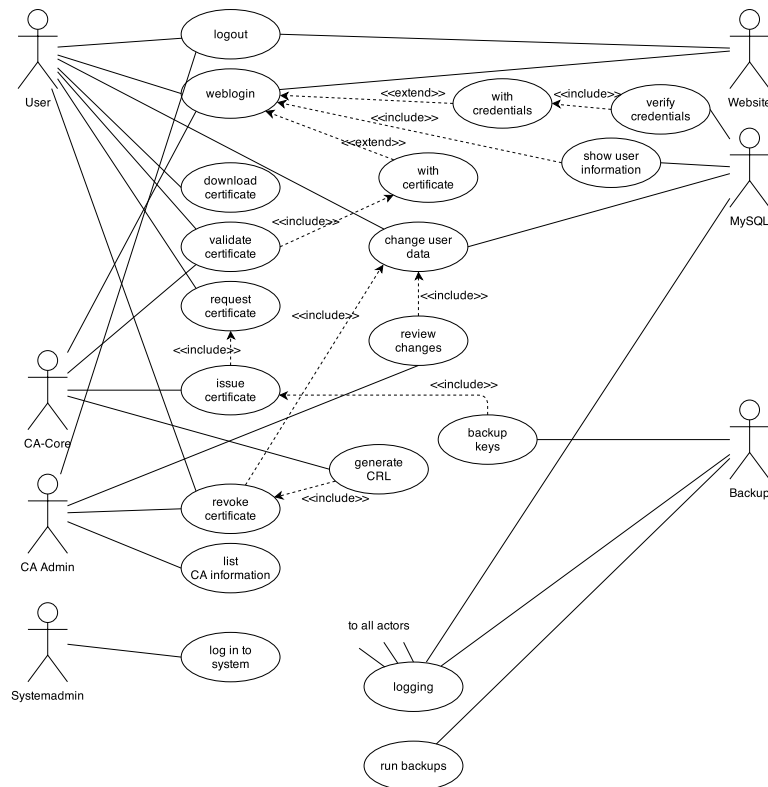 logout
User
Website
weblogin
<<extend>>
with
credentials
<<include>>
verify
credentials
<<include>>
<<extend>>
show user
information
with
certificate
download
certificate
MySQL
<<include>>
validate
certificate
change user
data
request
certificate
<<include>>
<<include>>
review
changes
<<include>>
issue
certificate
<<include>>
CA-Core
backup
keys
generate
CRL
<<include>>
Backup
revoke
certificate
CA Admin
list
CA information
to all actors
log in to
system
Systemadmin
logging
run backups